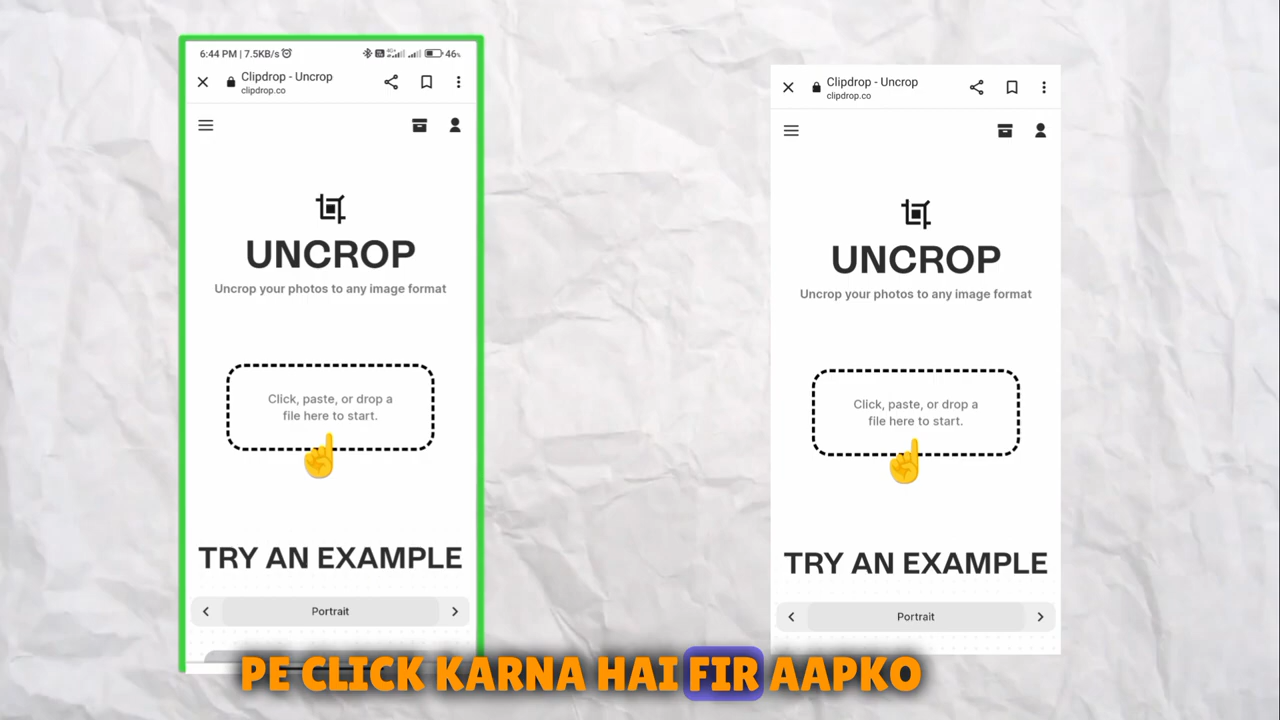 6:44 PM | 7.5KB/s
46%
Clipdrop - Uncrop
clipdrop.co
UNCROP
Uncrop your photos to any image format
Click, paste, or drop a
file here to start.
TRY AN EXAMPLE
Portrait
Clipdrop - Uncrop
clipdrop.co
UNCROP
Uncrop your photos to any image format
Click, paste, or drop a
file here to start.
TRY AN EXAMPLE
Portrait
PE CLICK KARNA HAI FIR AAPKO